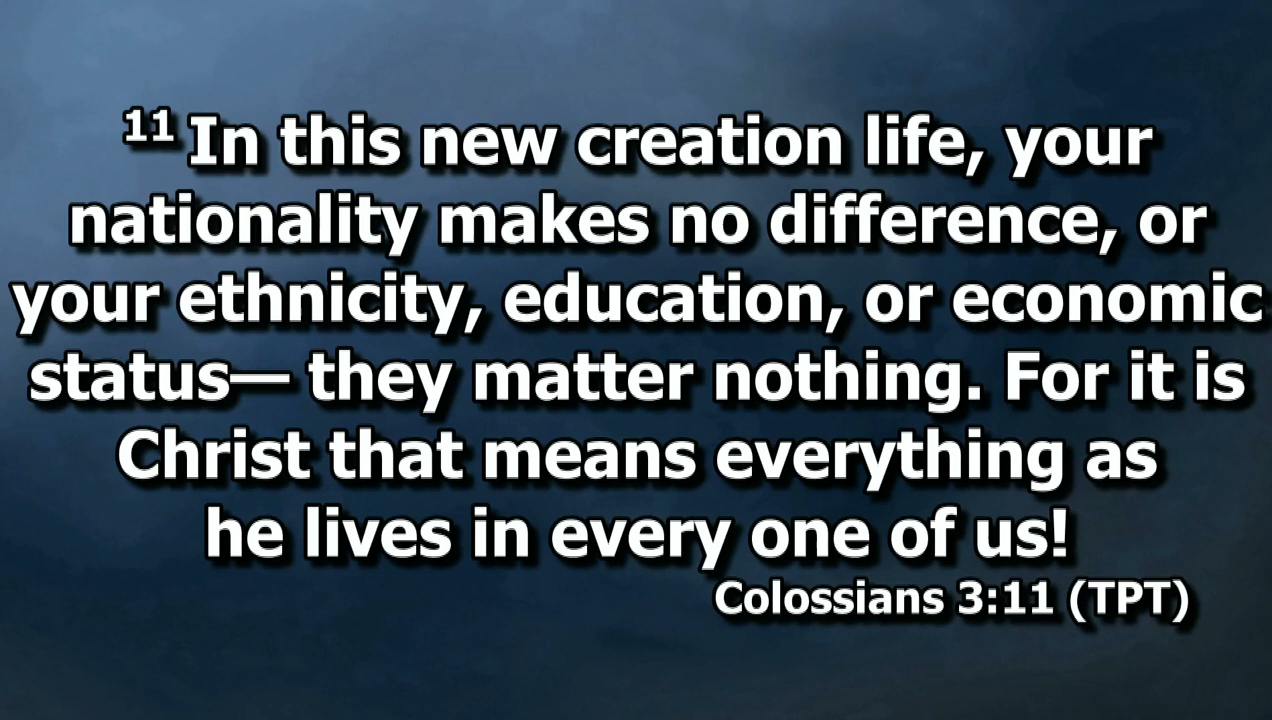 ¹¹ In this new creation life, your
nationality makes no difference, or
your ethnicity, education, or economic
status— they matter nothing. For it is
Christ that means everything as
he lives in every one of us!
Colossians 3:11 (TPT)